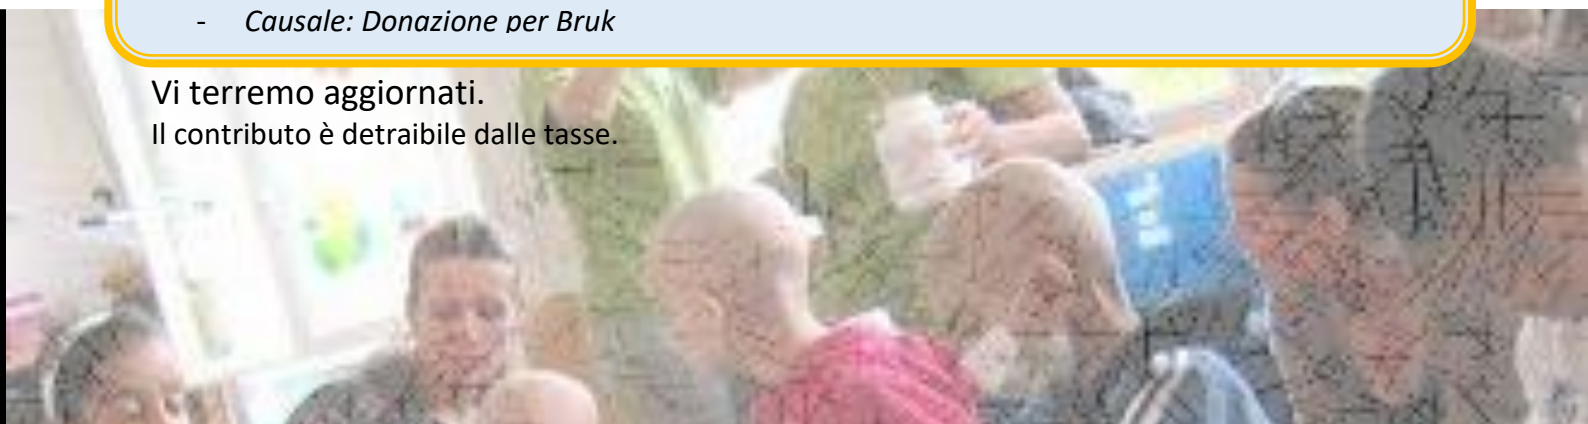 - Causale: Donazione per Bruk
Vi terremo aggiornati.
Il contributo è detraibile dalle tasse.